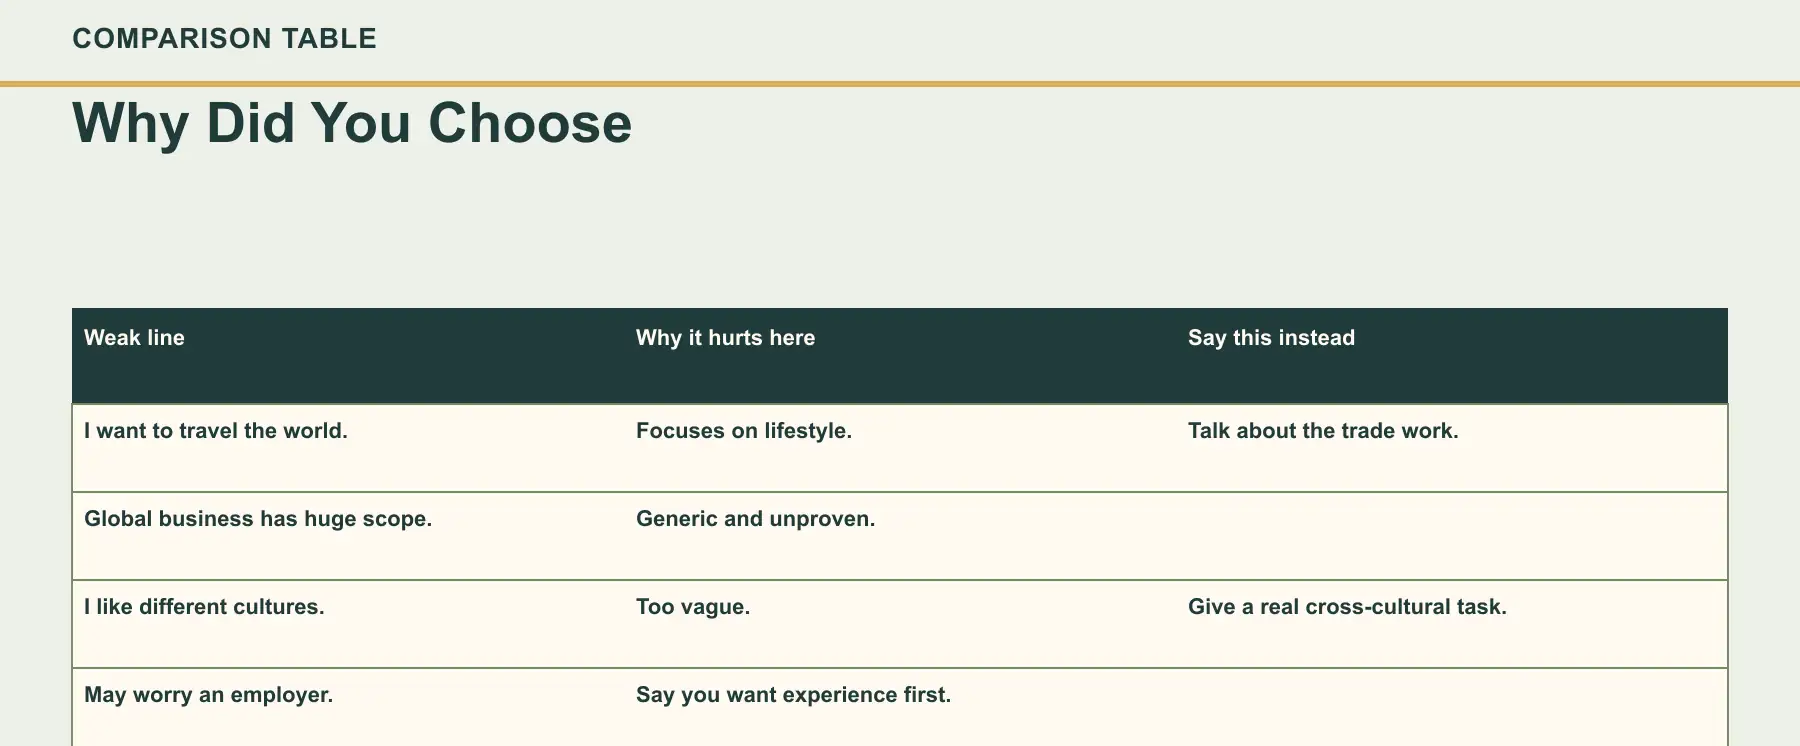 COMPARISON TABLE
Why Did You Choose
Weak line Why it hurts here Say this instead
I want to travel the world. Focuses on lifestyle. Talk about the trade work.
Global business has huge scope. Generic and unproven.
I like different cultures. Too vague. Give a real cross-cultural task.
May worry an employer. Say you want experience first.